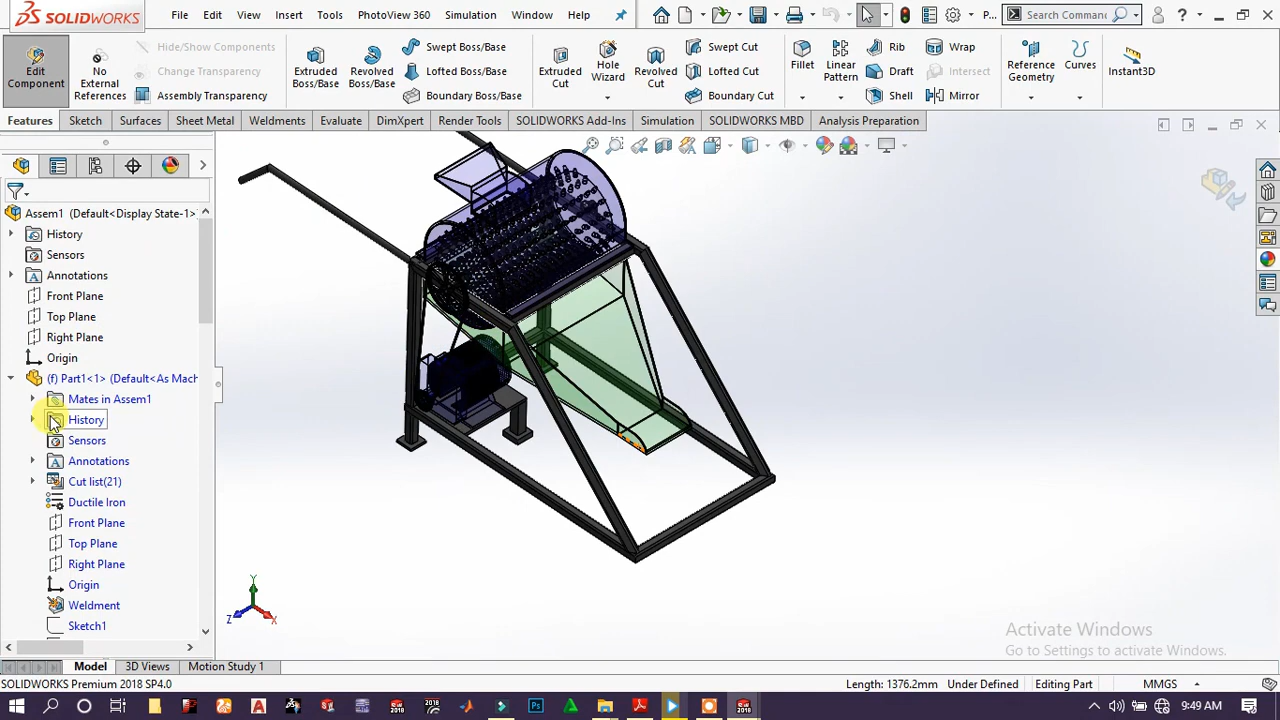 SOLIDWORKS File Edit View Insert Tools PhotoView 360 Simulation Window Help P... Search Command ?
Edit Component No External References Hide/Show Components Change Transparency Assembly Transparency Extruded Boss/Base Revolved Boss/Base Swept Boss/Base Lofted Boss/Base Boundary Boss/Base Extruded Cut Hole Wizard Revolved Cut Swept Cut Lofted Cut Boundary Cut Fillet Linear Pattern Rib Draft Shell Wrap Intersect Mirror Reference Geometry Curves Instant3D
Features Sketch Surfaces Sheet Metal Weldments Evaluate DimXpert Render Tools SOLIDWORKS Add-Ins Simulation SOLIDWORKS MBD Analysis Preparation
Assem1 (Default<Display State-1>
History
Sensors
Annotations
Front Plane
Top Plane
Right Plane
Origin
(f) Part1<1> (Default<As Mach
Mates in Assem1
History
Sensors
Annotations
Cut list(21)
Ductile Iron
Front Plane
Top Plane
Right Plane
Origin
Weldment
Sketch1
Y
Z
X
Activate Windows
Go to Settings to activate Windows.
Model 3D Views Motion Study 1
SOLIDWORKS Premium 2018 SP4.0 Length: 1376.2mm Under Defined Editing Part MMGS
9:49 AM